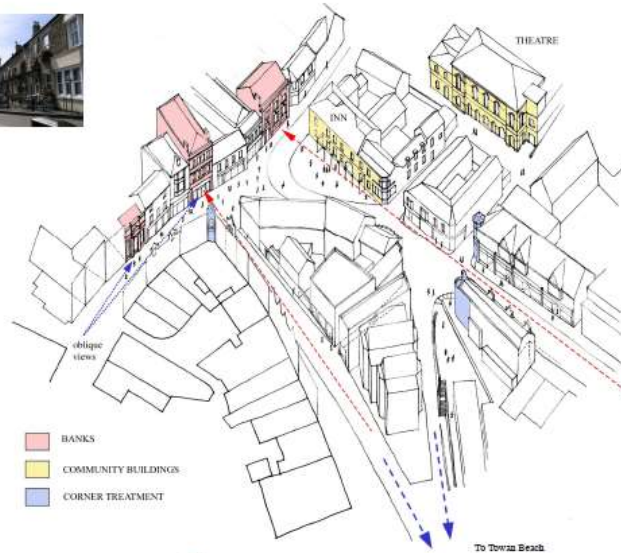 THEATRE
INN
oblique
views
BANKS
COMMUNITY BUILDINGS
CORNER TREATMENT
To Towan Beach